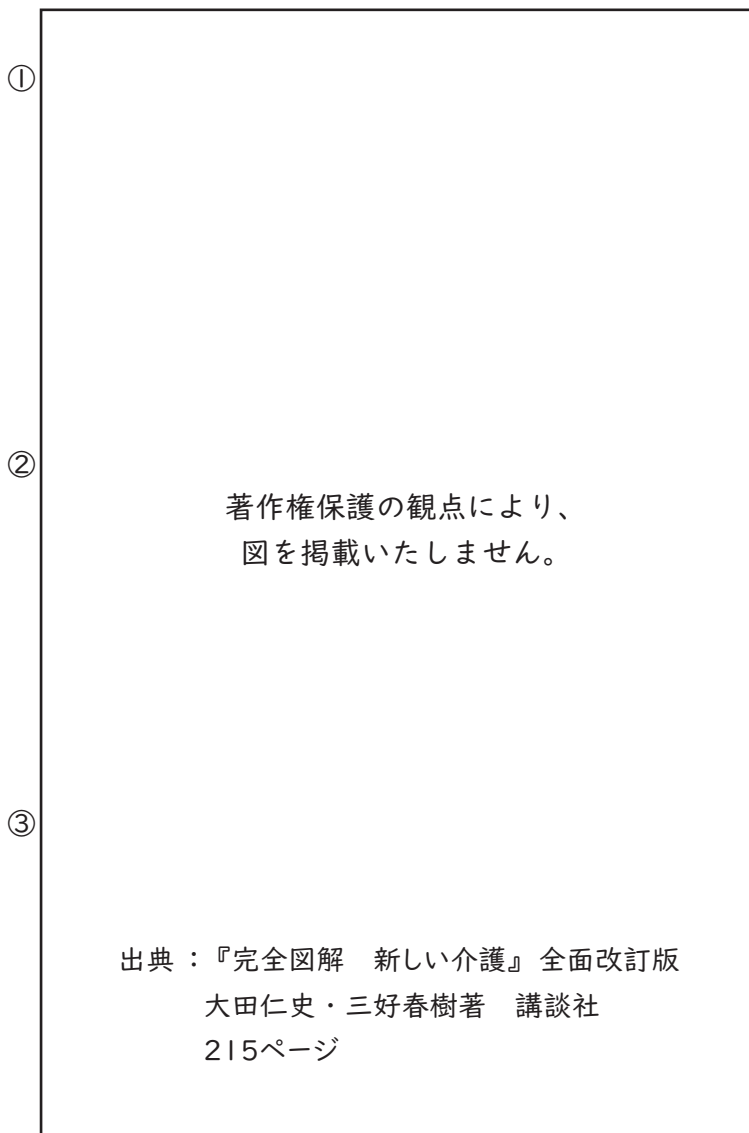 ①
②
著作権保護の観点により、
図を掲載いたしません。
③
出典：『完全図解　新しい介護』全面改訂版
大田仁史・三好春樹著　講談社
215ページ